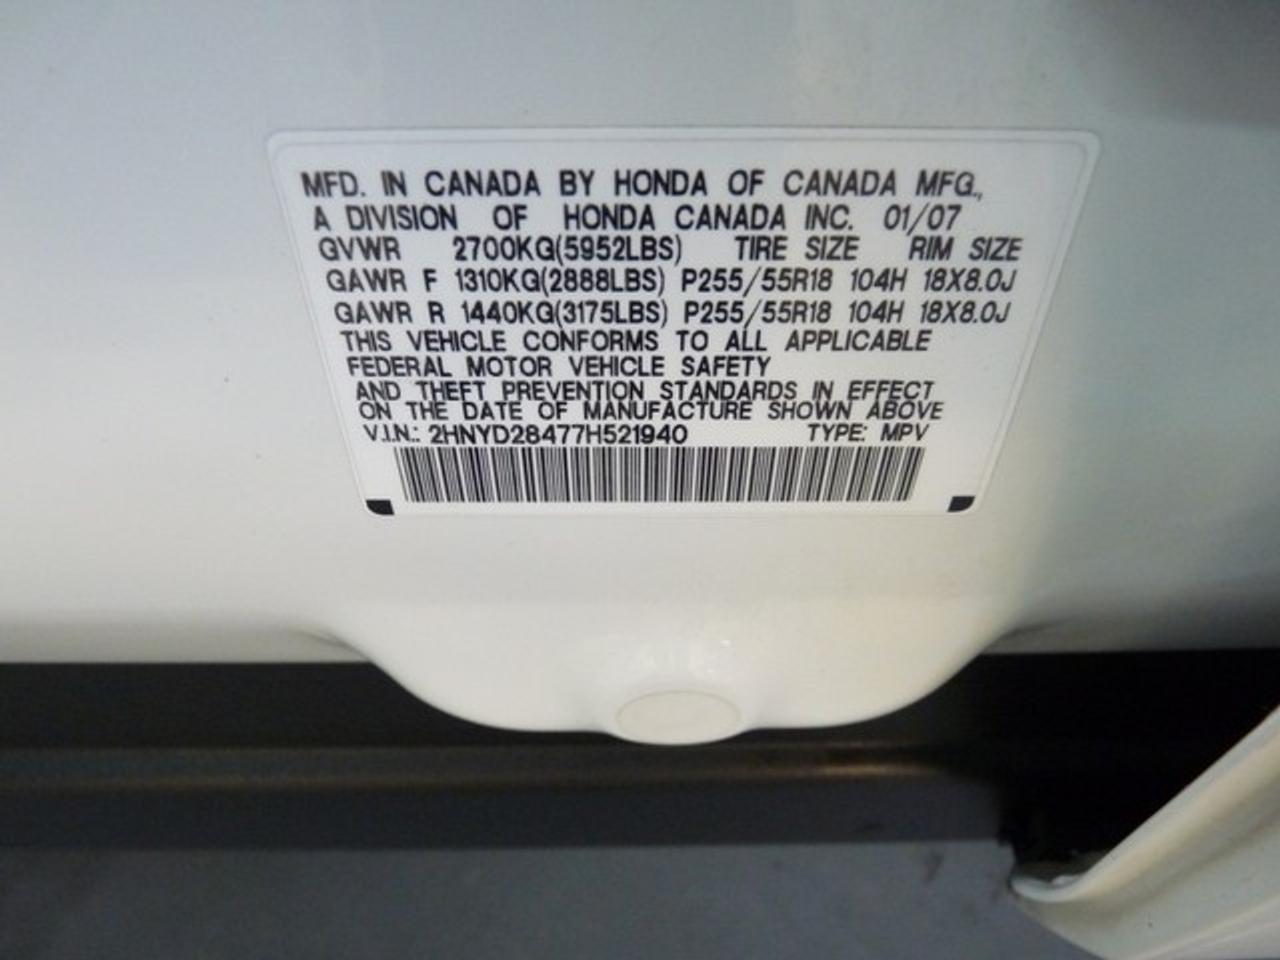 MFD. IN CANADA BY HONDA OF CANADA MFG.,
A DIVISION OF HONDA CANADA INC. 01/07
GVWR 2700KG(5952LBS) TIRE SIZE RIM SIZE
GAWR F 1310KG(2888LBS) P255/55R18 104H 18X8.0J
GAWR R 1440KG(3175LBS) P255/55R18 104H 18X8.0J
THIS VEHICLE CONFORMS TO ALL APPLICABLE
FEDERAL MOTOR VEHICLE SAFETY
AND THEFT PREVENTION STANDARDS IN EFFECT
ON THE DATE OF MANUFACTURE SHOWN ABOVE
V.I.N.: 2HNYD28477H521940 TYPE: MPV